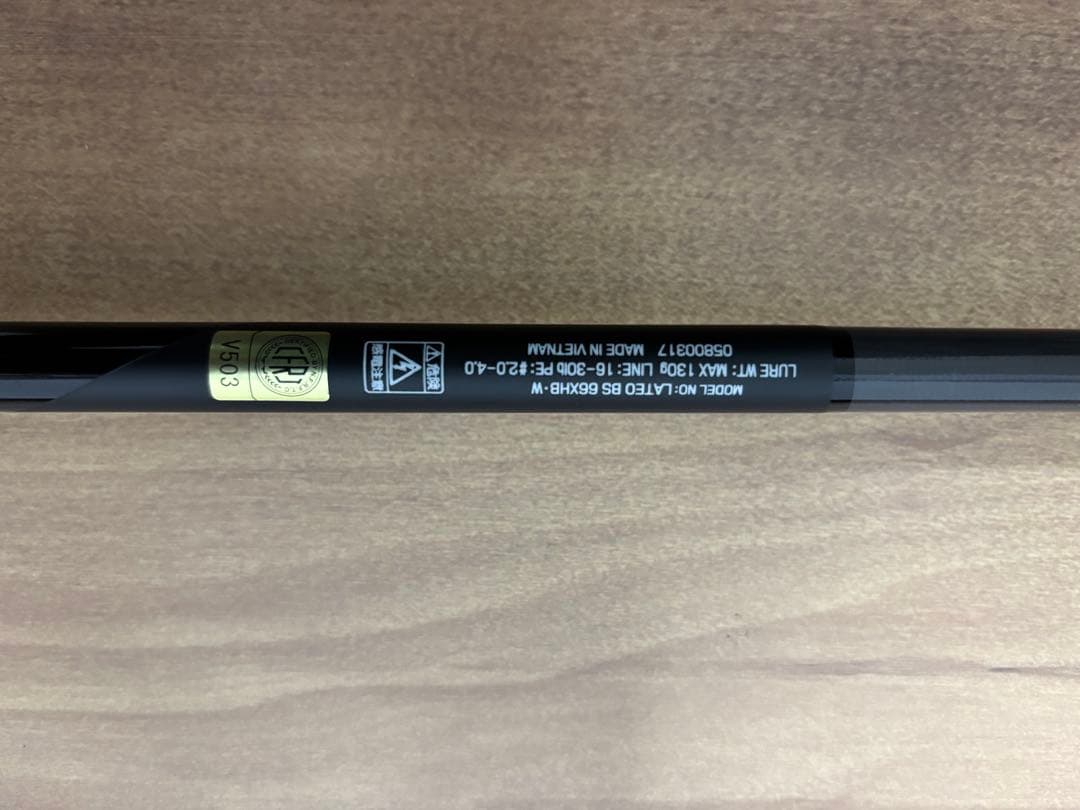 MODEL NO:LATEO BS 66XHB-W
LURE WT: MAX 130g LINE: 16-30lb PE:#2.0-4.0
05800317 MADE IN VIETNAM
危険
感電注意
V503